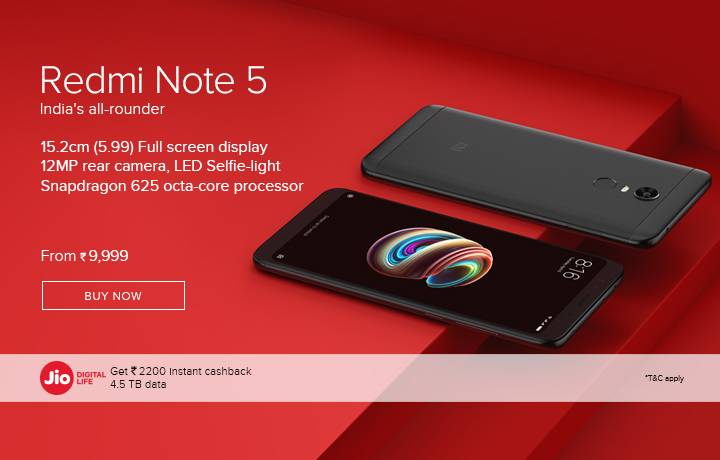 Redmi Note 5
India's all-rounder
15.2cm (5.99) Full screen display
12MP rear camera, LED Selfie-light
Snapdragon 625 octa-core processor
From ₹ 9,999
BUY NOW
8:16
Jio DIGITAL LIFE
Get ₹ 2200 instant cashback
4.5 TB data
*T&C apply